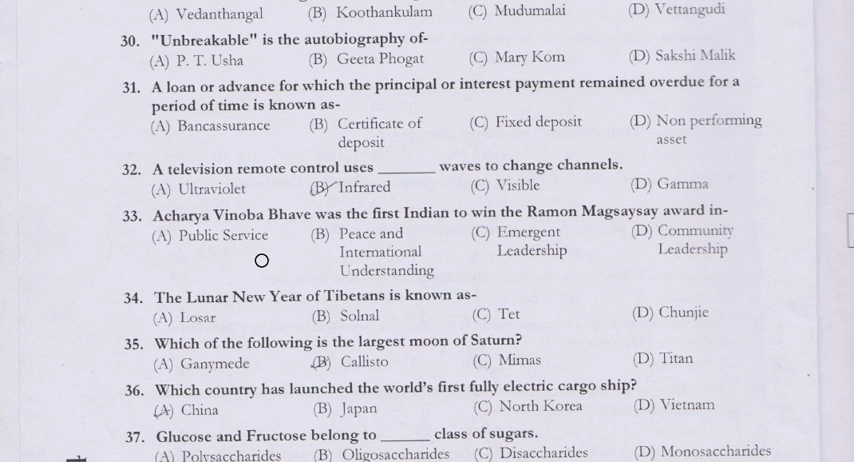 (A) Vedanthangal (B) Koothankulam (C) Mudumalai (D) Vettangudi
30. "Unbreakable" is the autobiography of-
(A) P. T. Usha (B) Geeta Phogat (C) Mary Kom (D) Sakshi Malik
31. A loan or advance for which the principal or interest payment remained overdue for a
period of time is known as-
(A) Bancassurance (B) Certificate of (C) Fixed deposit (D) Non performing
deposit asset
32. A television remote control uses _______ waves to change channels.
(A) Ultraviolet (B) Infrared (C) Visible (D) Gamma
33. Acharya Vinoba Bhave was the first Indian to win the Ramon Magsaysay award in-
(A) Public Service (B) Peace and (C) Emergent (D) Community
International Leadership Leadership
Understanding
34. The Lunar New Year of Tibetans is known as-
(A) Losar (B) Solnal (C) Tet (D) Chunjie
35. Which of the following is the largest moon of Saturn?
(A) Ganymede (B) Callisto (C) Mimas (D) Titan
36. Which country has launched the world's first fully electric cargo ship?
(A) China (B) Japan (C) North Korea (D) Vietnam
37. Glucose and Fructose belong to ______ class of sugars.
(A) Polysaccharides (B) Oligosaccharides (C) Disaccharides (D) Monosaccharides